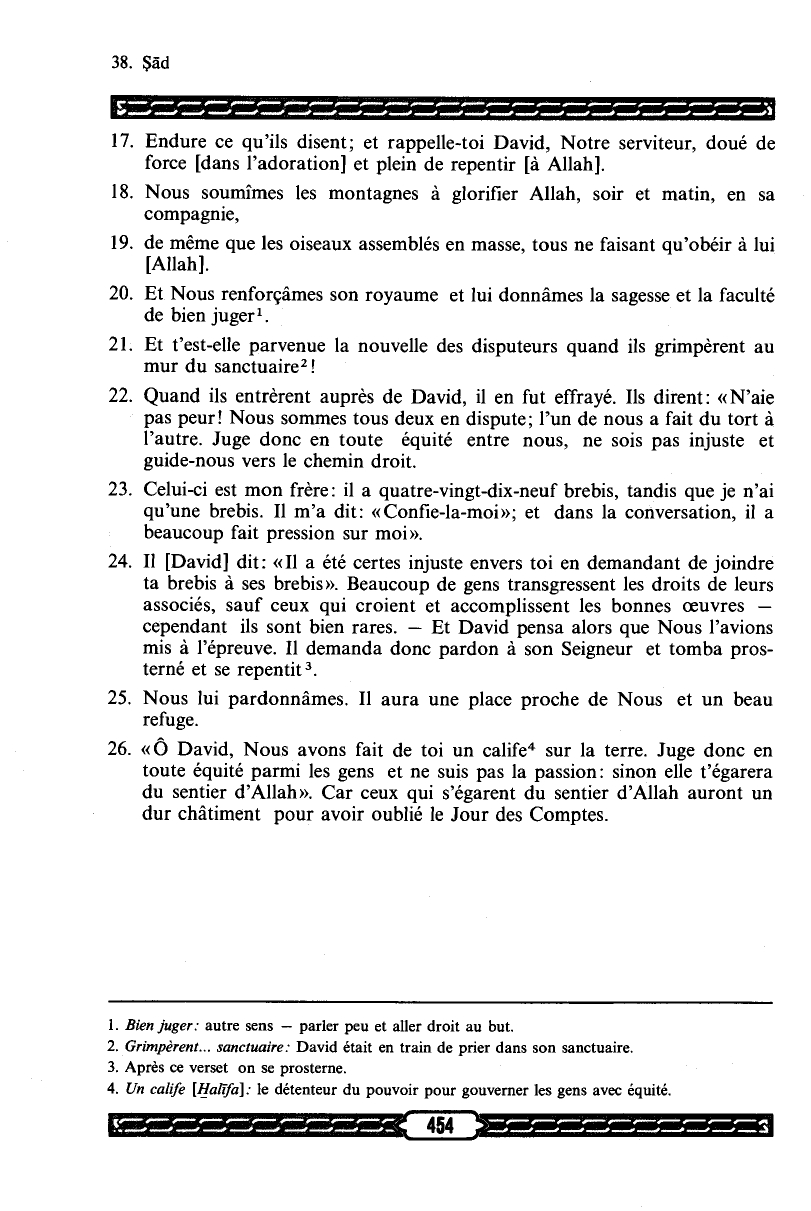 38. Ṣād
17. Endure ce qu'ils disent; et rappelle-toi David, Notre serviteur, doué de
force [dans l'adoration] et plein de repentir [à Allah].
18. Nous soumîmes les montagnes à glorifier Allah, soir et matin, en sa
compagnie,
19. de même que les oiseaux assemblés en masse, tous ne faisant qu'obéir à lui
[Allah].
20. Et Nous renforçâmes son royaume et lui donnâmes la sagesse et la faculté
de bien juger¹.
21. Et t'est-elle parvenue la nouvelle des disputeurs quand ils grimpèrent au
mur du sanctuaire²!
22. Quand ils entrèrent auprès de David, il en fut effrayé. Ils dirent: «N'aie
pas peur! Nous sommes tous deux en dispute; l'un de nous a fait du tort à
l'autre. Juge donc en toute équité entre nous, ne sois pas injuste et
guide-nous vers le chemin droit.
23. Celui-ci est mon frère: il a quatre-vingt-dix-neuf brebis, tandis que je n'ai
qu'une brebis. Il m'a dit: «Confie-la-moi»; et dans la conversation, il a
beaucoup fait pression sur moi».
24. Il [David] dit: «Il a été certes injuste envers toi en demandant de joindre
ta brebis à ses brebis». Beaucoup de gens transgressent les droits de leurs
associés, sauf ceux qui croient et accomplissent les bonnes œuvres —
cependant ils sont bien rares. — Et David pensa alors que Nous l'avions
mis à l'épreuve. Il demanda donc pardon à son Seigneur et tomba pros-
terné et se repentit³.
25. Nous lui pardonnâmes. Il aura une place proche de Nous et un beau
refuge.
26. «Ô David, Nous avons fait de toi un calife⁴ sur la terre. Juge donc en
toute équité parmi les gens et ne suis pas la passion: sinon elle t'égarera
du sentier d'Allah». Car ceux qui s'égarent du sentier d'Allah auront un
dur châtiment pour avoir oublié le Jour des Comptes.
1. Bien juger: autre sens — parler peu et aller droit au but.
2. Grimpèrent... sanctuaire: David était en train de prier dans son sanctuaire.
3. Après ce verset on se prosterne.
4. Un calife [H̱alīfa]: le détenteur du pouvoir pour gouverner les gens avec équité.
454